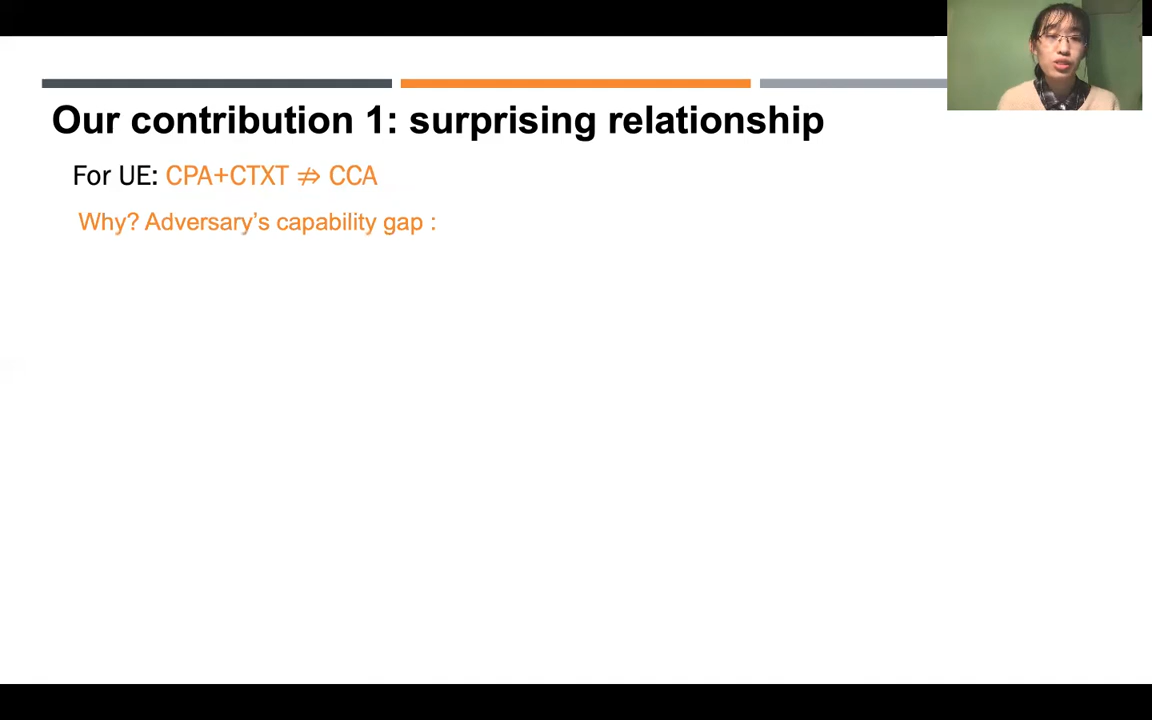 Our contribution 1: surprising relationship
For UE: CPA+CTXT ⇏ CCA
Why? Adversary’s capability gap :